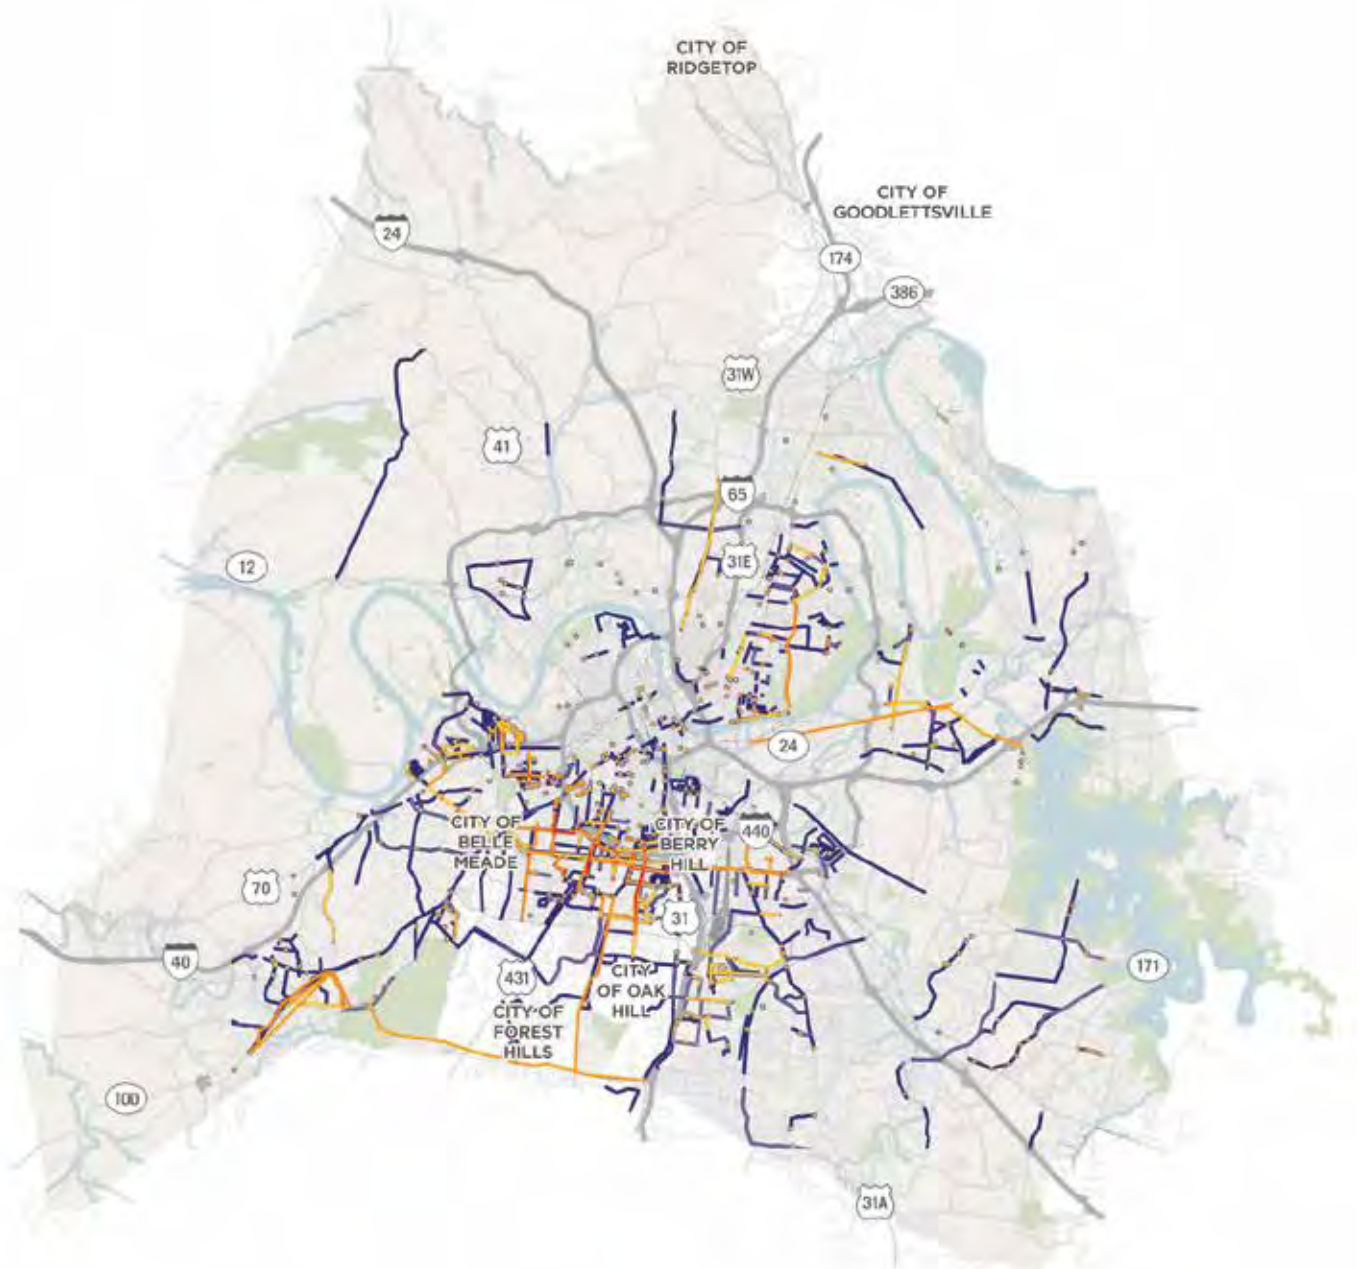 CITY OF
RIDGETOP
CITY OF
GOODLETTSVILLE
24
174
386
31W
41
65
31E
12
24
CITY OF
BELLE
MEADE
CITY OF
BERRY
HILL
440
70
31
40
431
CITY
OF OAK
HILL
171
CITY OF
FOREST
HILLS
100
31A